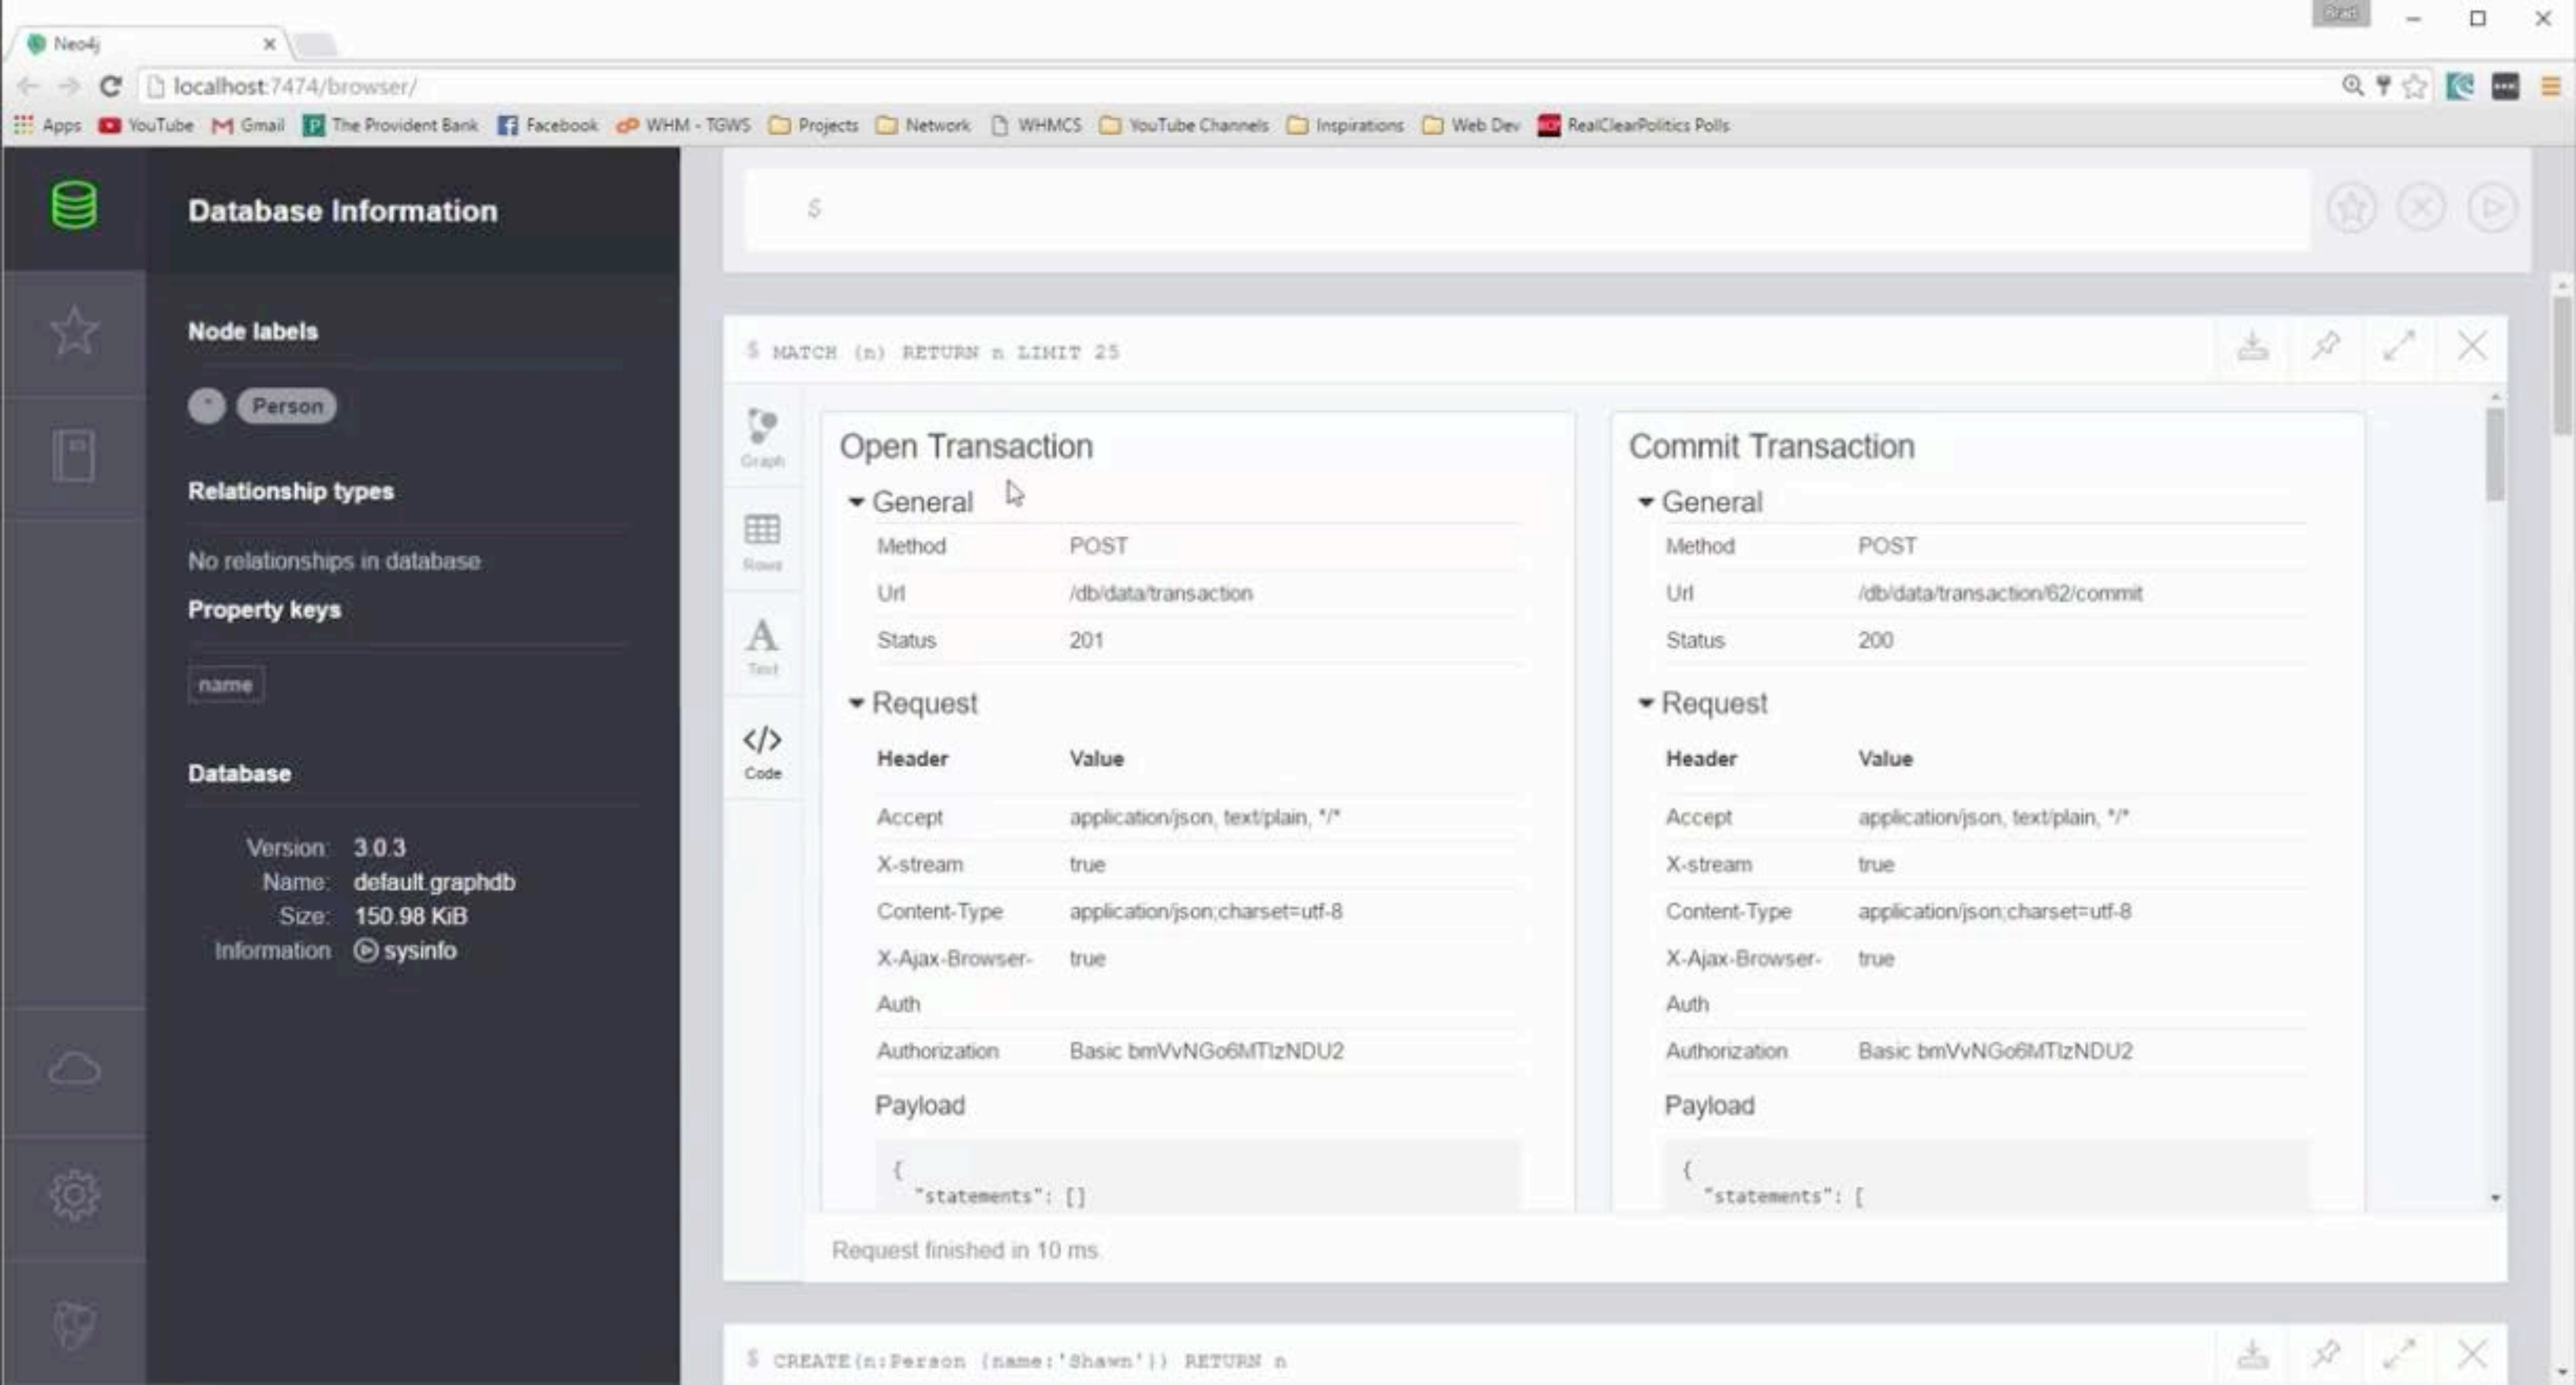 Brad
Neo4j
localhost:7474/browser/
Apps YouTube Gmail The Provident Bank Facebook WHM - TGWS Projects Network WHMCS YouTube Channels Inspirations Web Dev RealClearPolitics Polls
Database Information
Node labels
* Person
Relationship types
No relationships in database
Property keys
name
Database
Version: 3.0.3
Name: default.graphdb
Size: 150.98 KiB
Information sysinfo
$
$ MATCH (n) RETURN n LIMIT 25
Graph
Rows
Text
Code
Open Transaction
General
Method POST
Url /db/data/transaction
Status 201
Request
Header Value
Accept application/json, text/plain, */*
X-stream true
Content-Type application/json;charset=utf-8
X-Ajax-Browser- true
Auth
Authorization Basic bmVvNGo6MTIzNDU2
Payload
{
"statements": []
Commit Transaction
General
Method POST
Url /db/data/transaction/62/commit
Status 200
Request
Header Value
Accept application/json, text/plain, */*
X-stream true
Content-Type application/json;charset=utf-8
X-Ajax-Browser- true
Auth
Authorization Basic bmVvNGo6MTIzNDU2
Payload
{
"statements": [
Request finished in 10 ms.
$ CREATE(n:Person {name:'Shawn'}) RETURN n